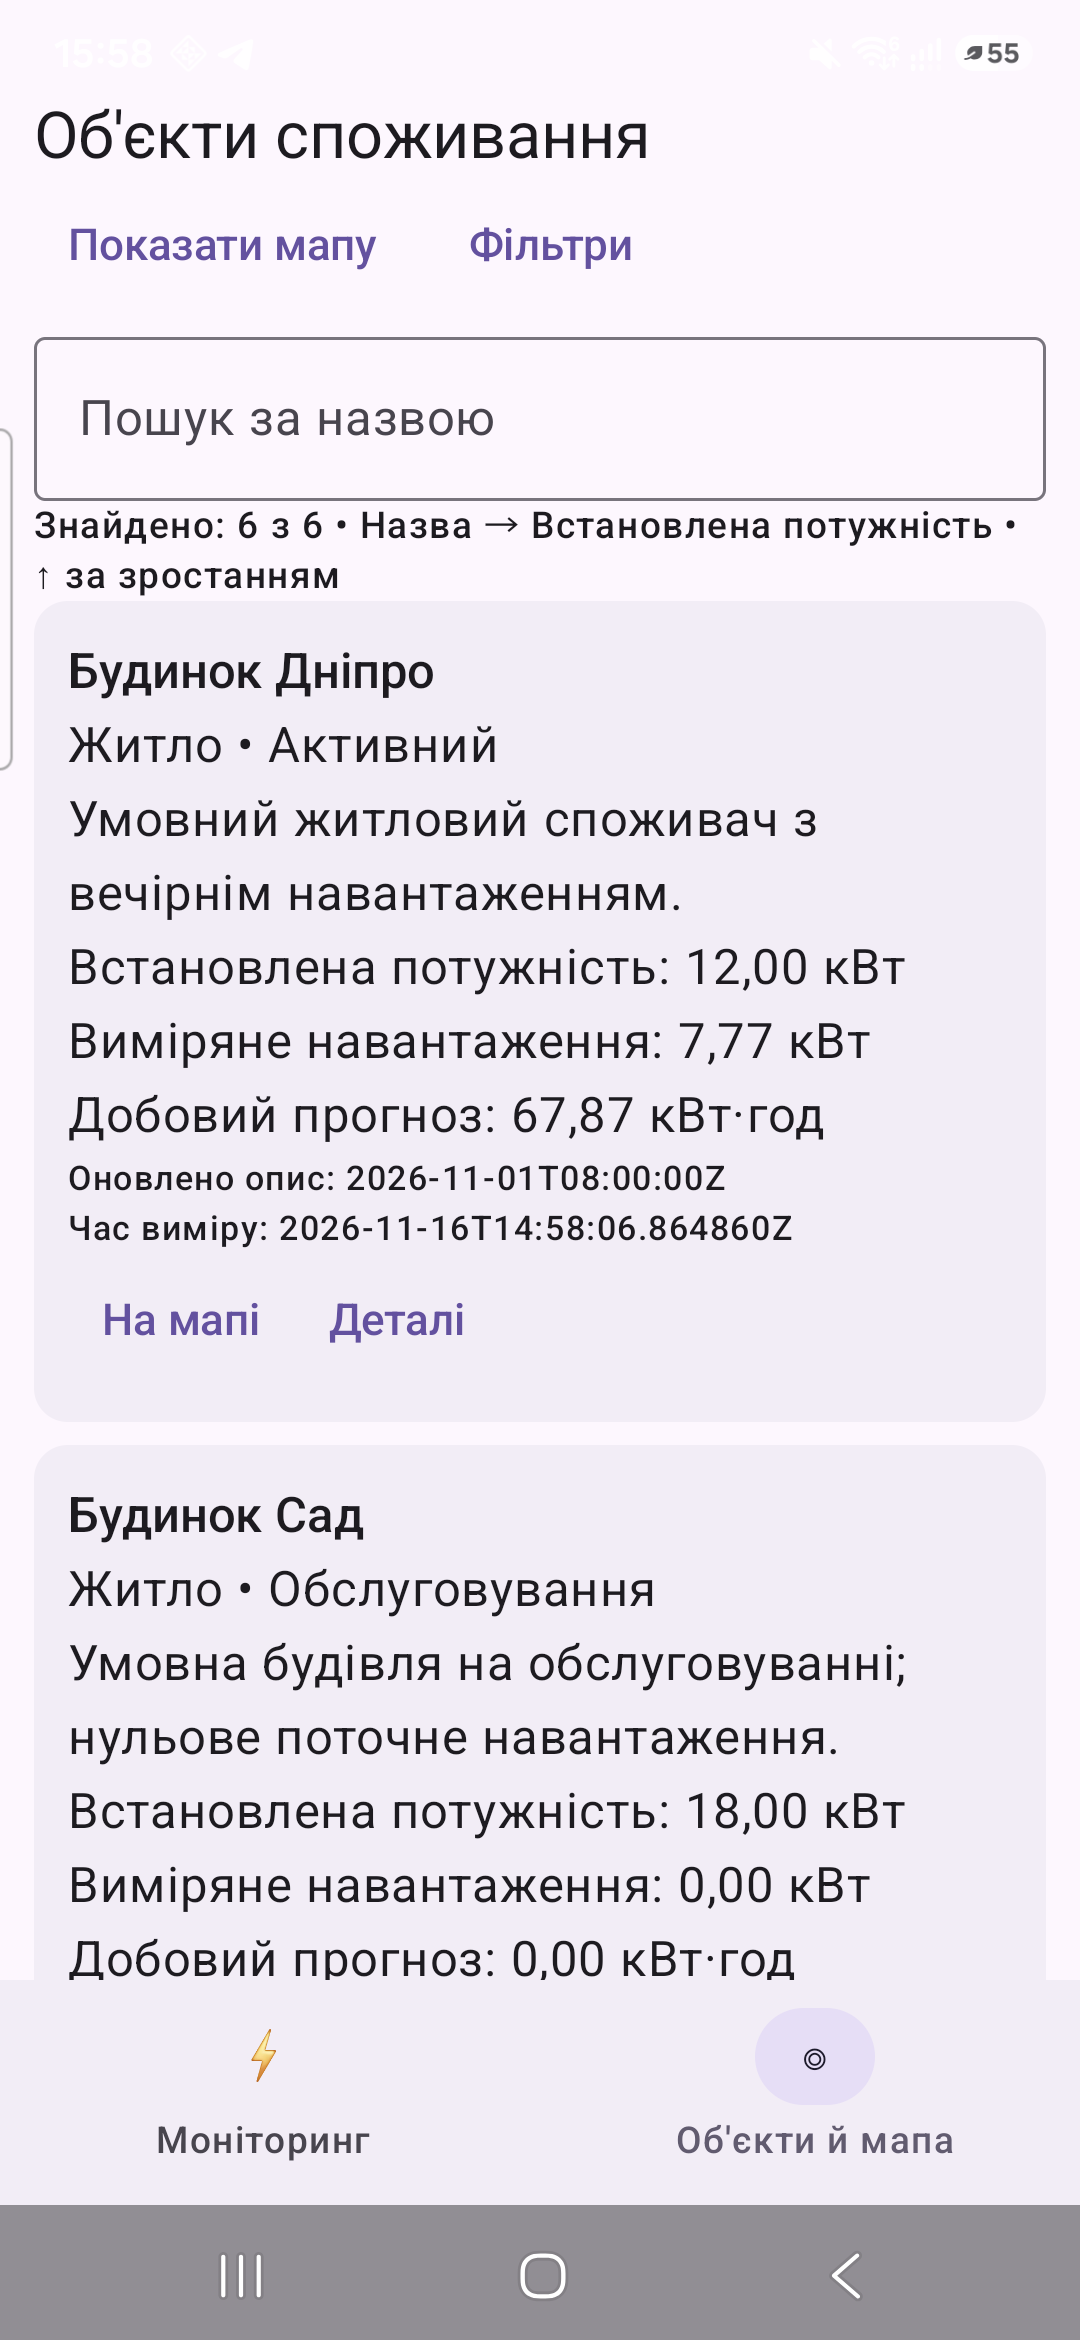 15:58
55
Об'єкти споживання
Показати мапу Фільтри
Пошук за назвою
Знайдено: 6 з 6 • Назва → Встановлена потужність •
↑ за зростанням
Будинок Дніпро
Житло • Активний
Умовний житловий споживач з
вечірнім навантаженням.
Встановлена потужність: 12,00 кВт
Виміряне навантаження: 7,77 кВт
Добовий прогноз: 67,87 кВт·год
Оновлено опис: 2026-11-01T08:00:00Z
Час виміру: 2026-11-16T14:58:06.864860Z
На мапі Деталі
Будинок Сад
Житло • Обслуговування
Умовна будівля на обслуговуванні;
нульове поточне навантаження.
Встановлена потужність: 18,00 кВт
Виміряне навантаження: 0,00 кВт
Добовий прогноз: 0,00 кВт·год
Моніторинг Об'єкти й мапа